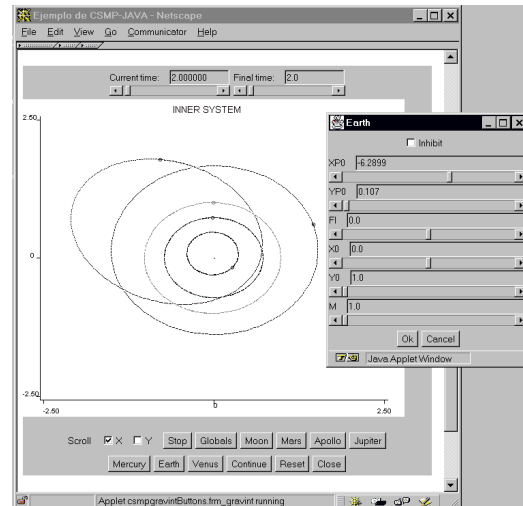 Ejemplo de CSMP-JAVA - Netscape
File Edit View Go Communicator Help
Current time: 2.000000 Final time: 2.0
INNER SYSTEM
2.50
0
-2.50
-2.50 0 2.50
Scroll X Y Stop Globals Moon Mars Apollo Jupiter
Mercury Earth Venus Continue Reset Close
Applet csmpgravintButtons.frm_gravint running
Earth
Inhibit
XP0 -6.2899
YP0 0.107
FI 0.0
X0 0.0
Y0 1.0
M 1.0
Ok Cancel
Java Applet Window